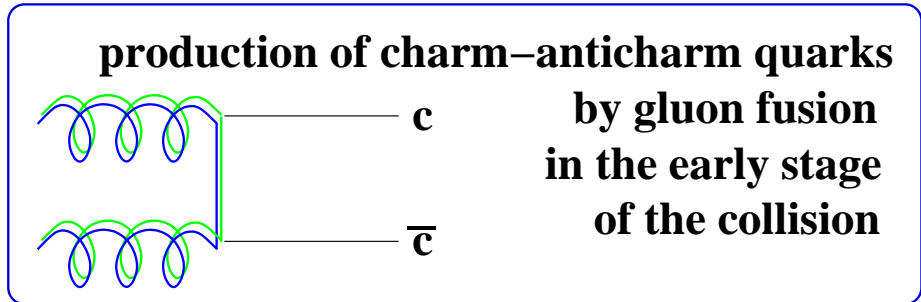 production of charm−anticharm quarks
by gluon fusion
in the early stage
of the collision
c
c̅